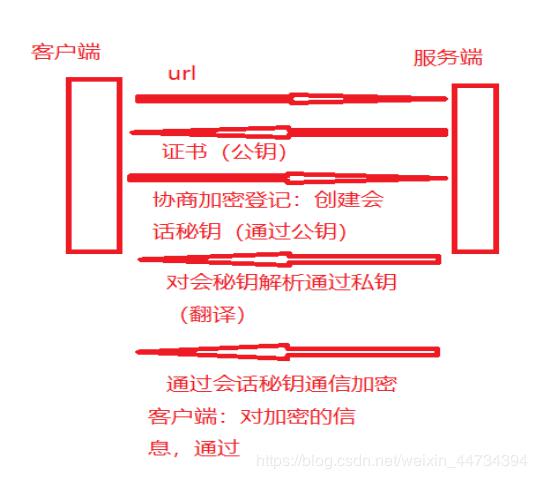 客户端
服务端
url
证书（公钥）
协商加密登记：创建会
话秘钥（通过公钥）
对会秘钥解析通过私钥
（翻译）
通过会话秘钥通信加密
客户端：对加密的信
息，通过
https://blog.csdn.net/weixin_44734394